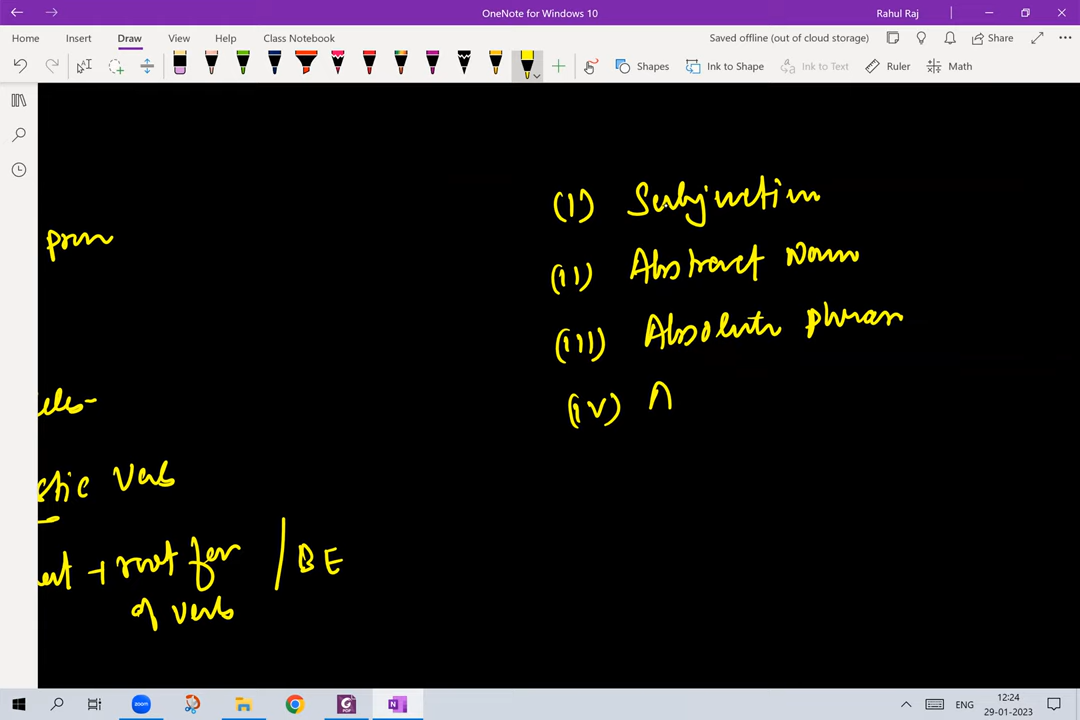 OneNote for Windows 10
Rahul Raj
Home Insert Draw View Help Class Notebook
Saved offline (out of cloud storage) Share
Shapes Ink to Shape Ink to Text Ruler Math
(i) Subjunction
(ii) Abstract Noun
(iii) Absolute phrase
(iv) A
pron
stic Verb
+ root form / BE
of verb
ENG
12:24
29-01-2023